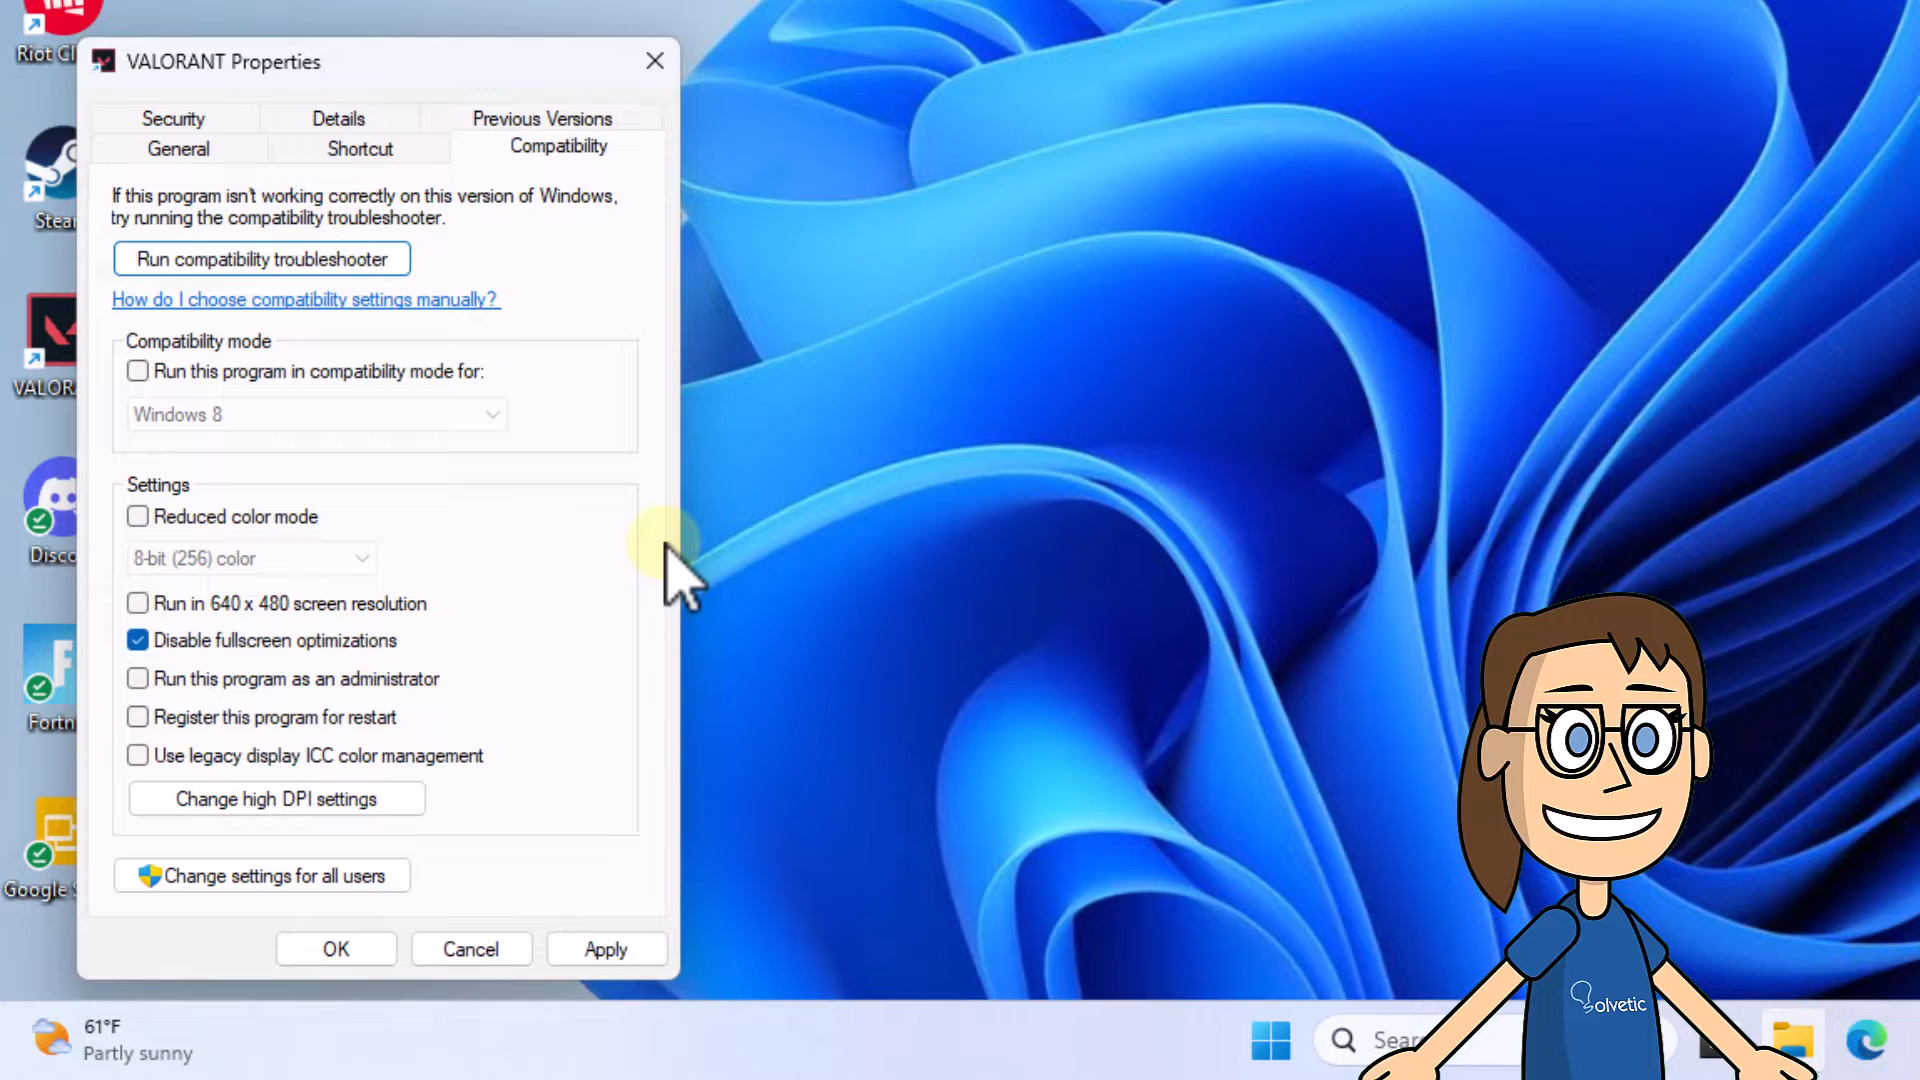 Riot Cl
Stea
VALOR
Disco
Fortn
Google S
VALORANT Properties
Security
Details
Previous Versions
General
Shortcut
Compatibility
If this program isn't working correctly on this version of Windows,
try running the compatibility troubleshooter.
Run compatibility troubleshooter
How do I choose compatibility settings manually?
Compatibility mode
Run this program in compatibility mode for:
Windows 8
Settings
Reduced color mode
8-bit (256) color
Run in 640 x 480 screen resolution
Disable fullscreen optimizations
Run this program as an administrator
Register this program for restart
Use legacy display ICC color management
Change high DPI settings
Change settings for all users
OK
Cancel
Apply
Solvetic
61°F
Partly sunny
Sear